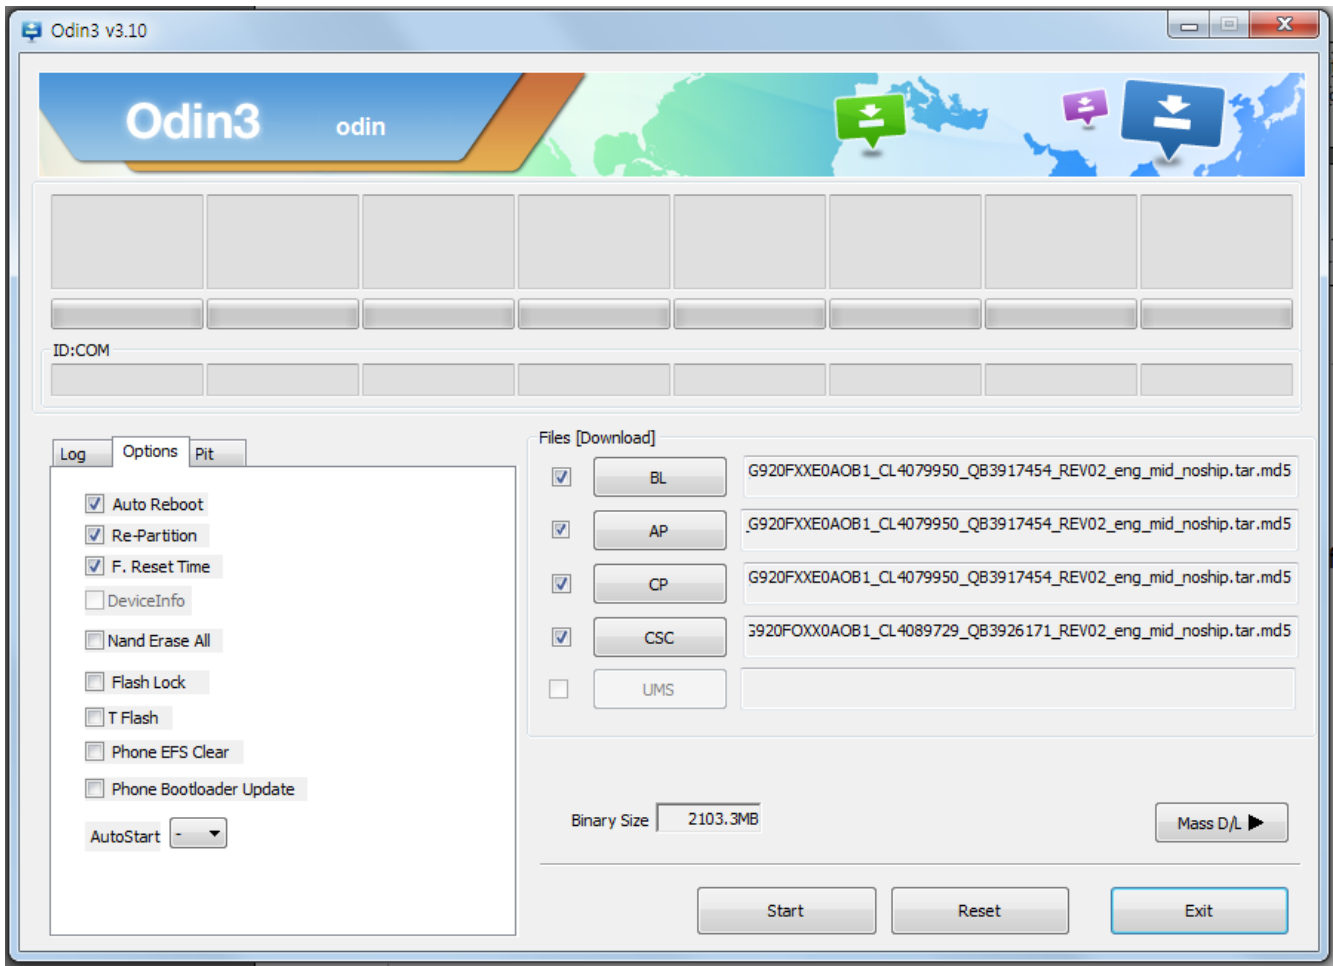 Odin3 v3.10
Odin3 odin
ID:COM
Log Options Pit
Auto Reboot
Re-Partition
F. Reset Time
DeviceInfo
Nand Erase All
Flash Lock
T Flash
Phone EFS Clear
Phone Bootloader Update
AutoStart -
Files [Download]
BL G920FXXE0AOB1_CL4079950_QB3917454_REV02_eng_mid_noship.tar.md5
AP _G920FXXE0AOB1_CL4079950_QB3917454_REV02_eng_mid_noship.tar.md5
CP G920FXXE0AOB1_CL4079950_QB3917454_REV02_eng_mid_noship.tar.md5
CSC G920FOXX0AOB1_CL4089729_QB3926171_REV02_eng_mid_noship.tar.md5
UMS
Binary Size 2103.3MB
Mass D/L
Start Reset Exit